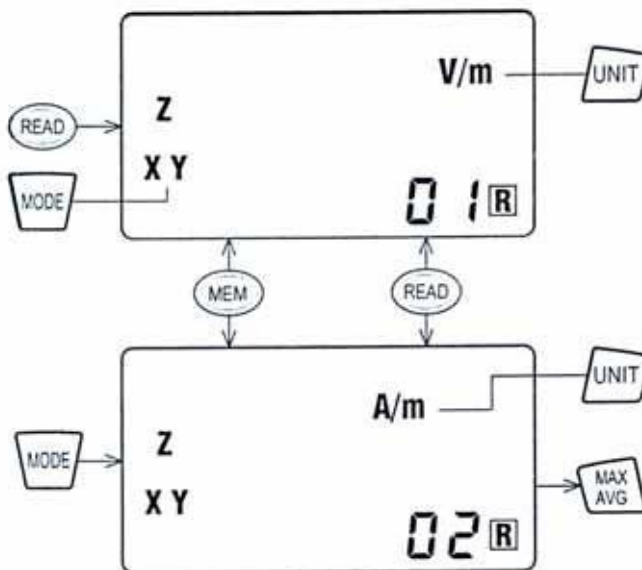 V/m
UNIT
Z
READ
X Y
MODE
01 R
MEM
READ
A/m
UNIT
Z
MODE
X Y
MAX
AVG
02 R